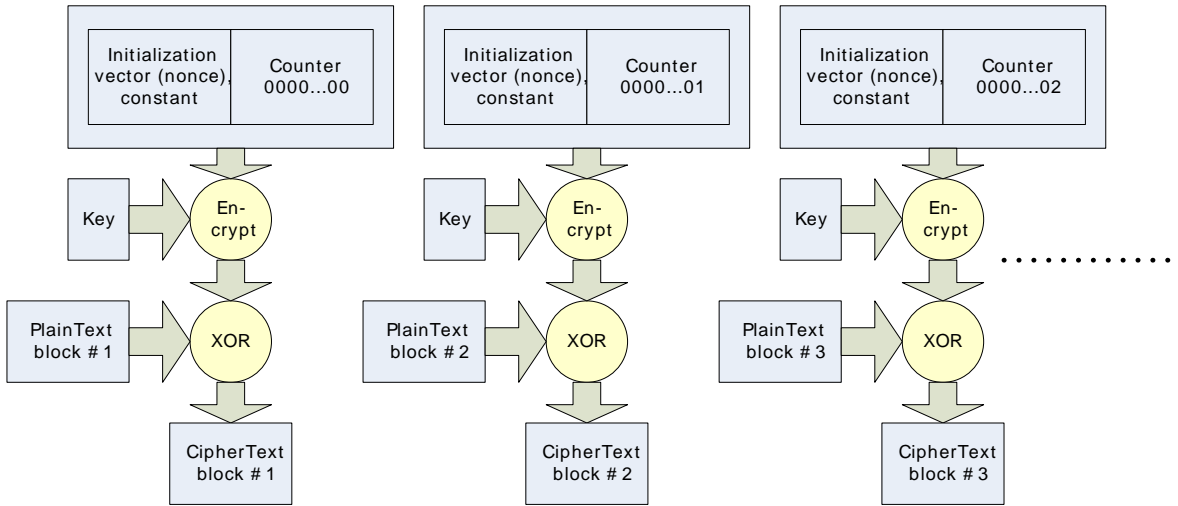 Initialization
vector (nonce),
constant
Counter
0000...00
Initialization
vector (nonce),
constant
Counter
0000...01
Initialization
vector (nonce),
constant
Counter
0000...02
Key
En-
crypt
Key
En-
crypt
Key
En-
crypt
............
PlainText
block # 1
XOR
PlainText
block # 2
XOR
PlainText
block # 3
XOR
CipherText
block # 1
CipherText
block # 2
CipherText
block # 3